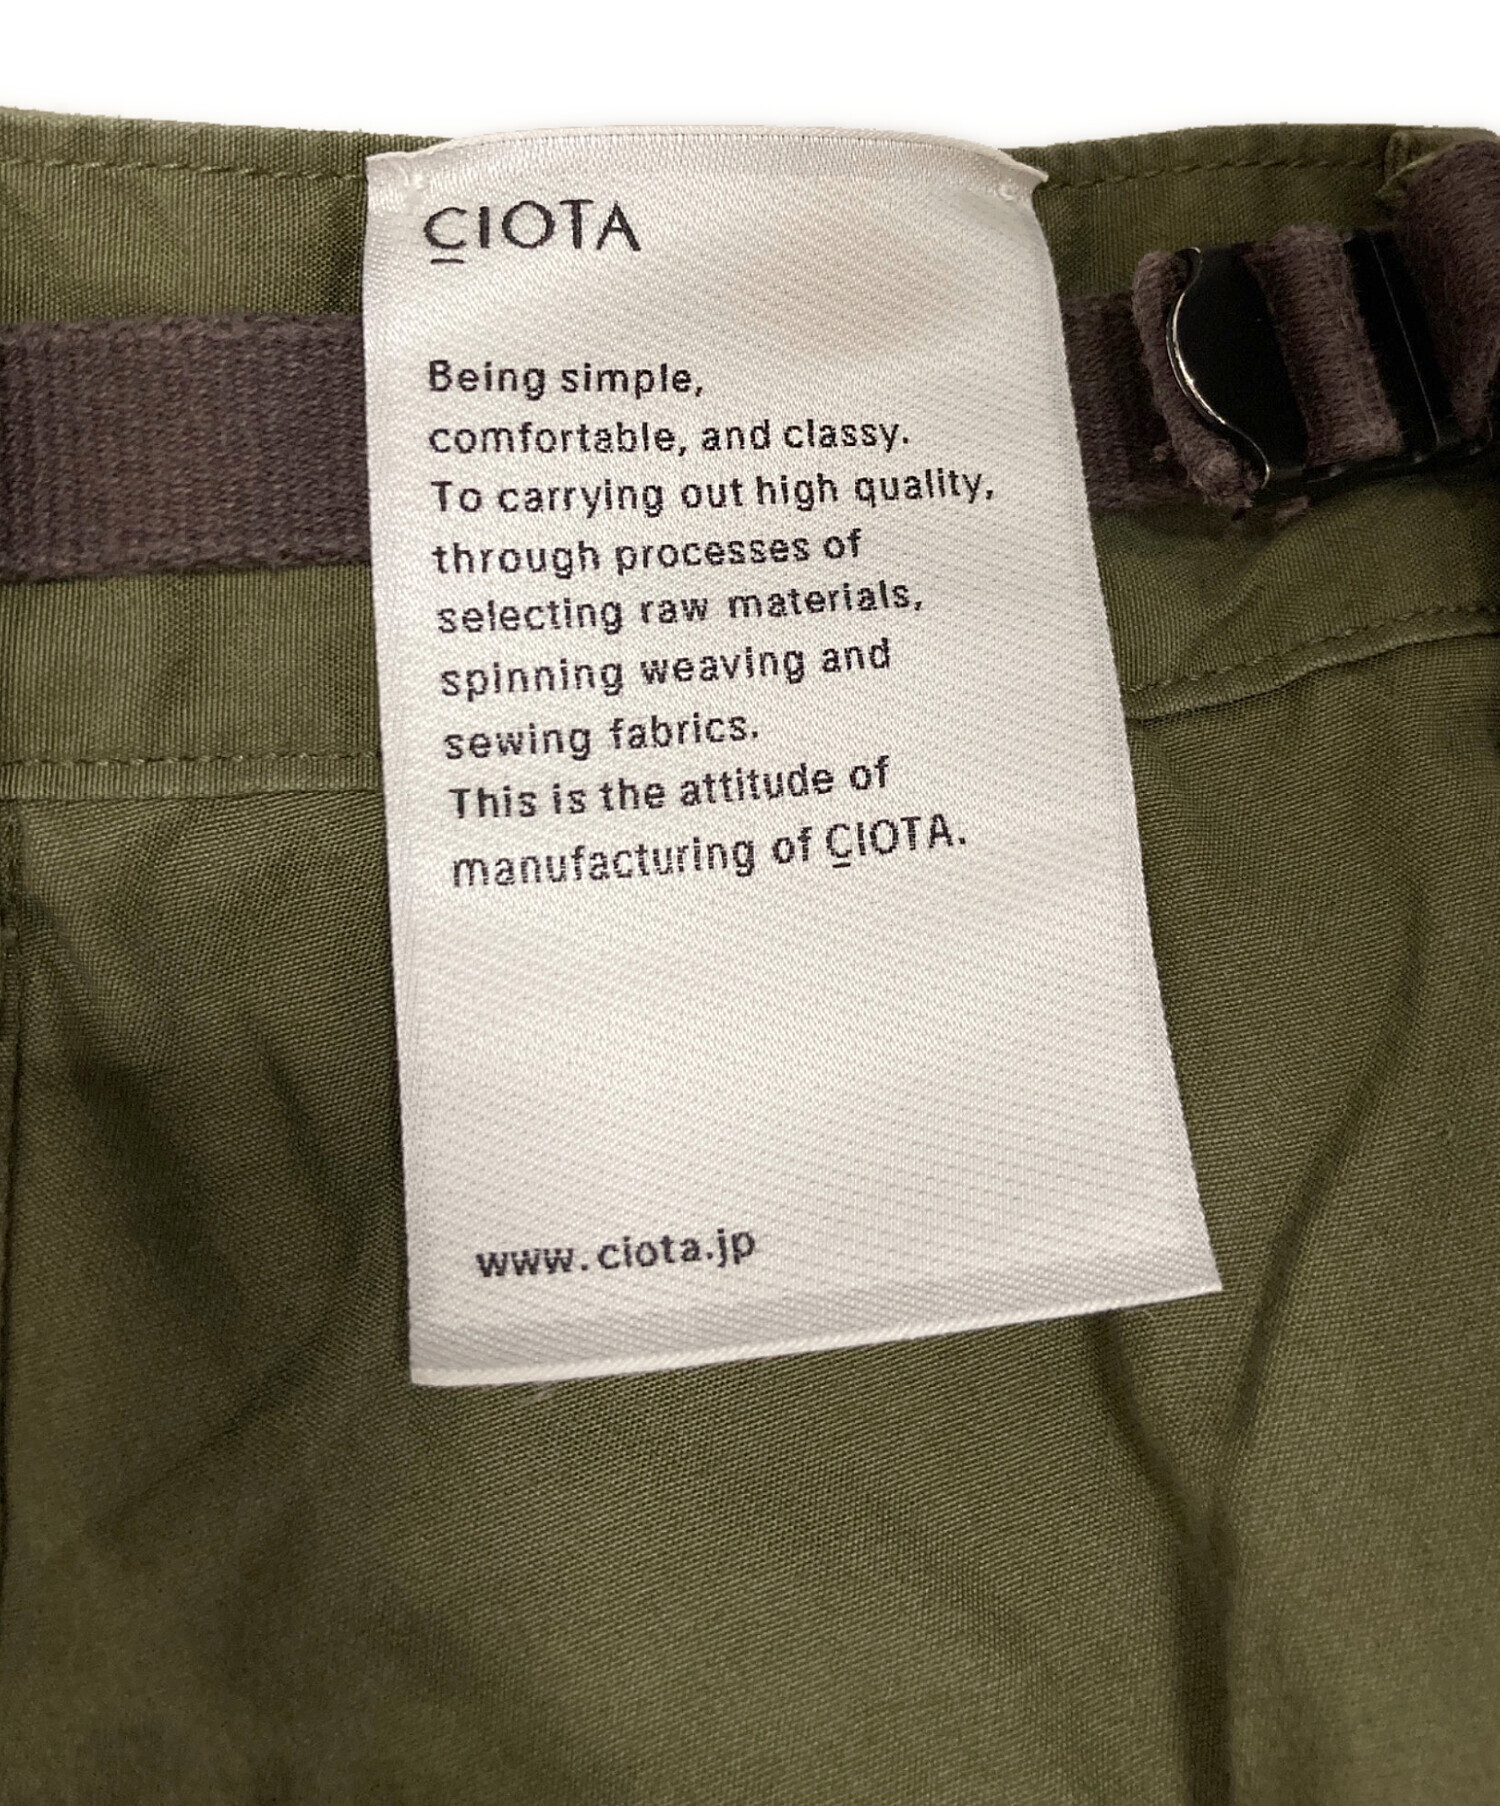 CIOTA
Being simple,
comfortable, and classy.
To carrying out high quality,
through processes of
selecting raw materials,
spinning weaving and
sewing fabrics.
This is the attitude of
manufacturing of CIOTA.
www.ciota.jp